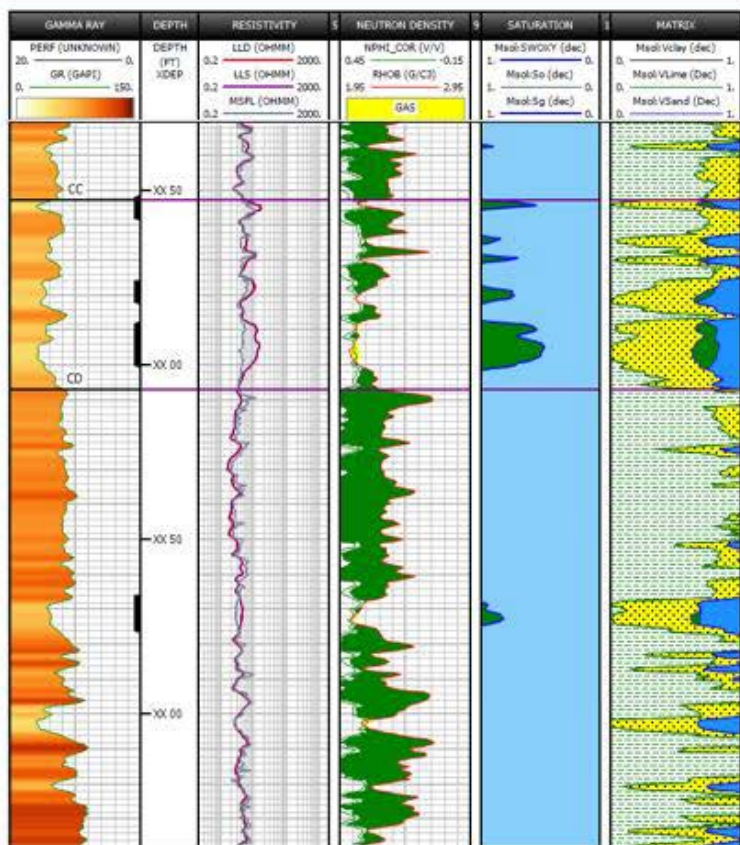 GAMMA RAY DEPTH RESISTIVITY S NEUTRON DENSITY 9 SATURATION 1 MATRIX
PERF (UNKNOWN)
20. 0.
GR (GAPI)
0. 150.
DEPTH
(FT)
XDEP
LLD (OHMM)
0.2 2000.
LLS (OHMM)
0.2 2000.
MSFL (OHMM)
0.2 2000.
NPHI_COR (V/V)
0.45 -0.15
RHOB (G/C3)
1.95 2.95
GAS
Msol:SWOXY (dec)
1. 0.
Msol:So (dec)
1. 0.
Msol:Sg (dec)
1. 0.
Msol:Vclay (dec)
0. 1.
Msol:VLime (Dec)
0. 1.
Msol:VSand (Dec)
0. 1.
CC
XX 50
XX 00
CD
XX 50
XX 00